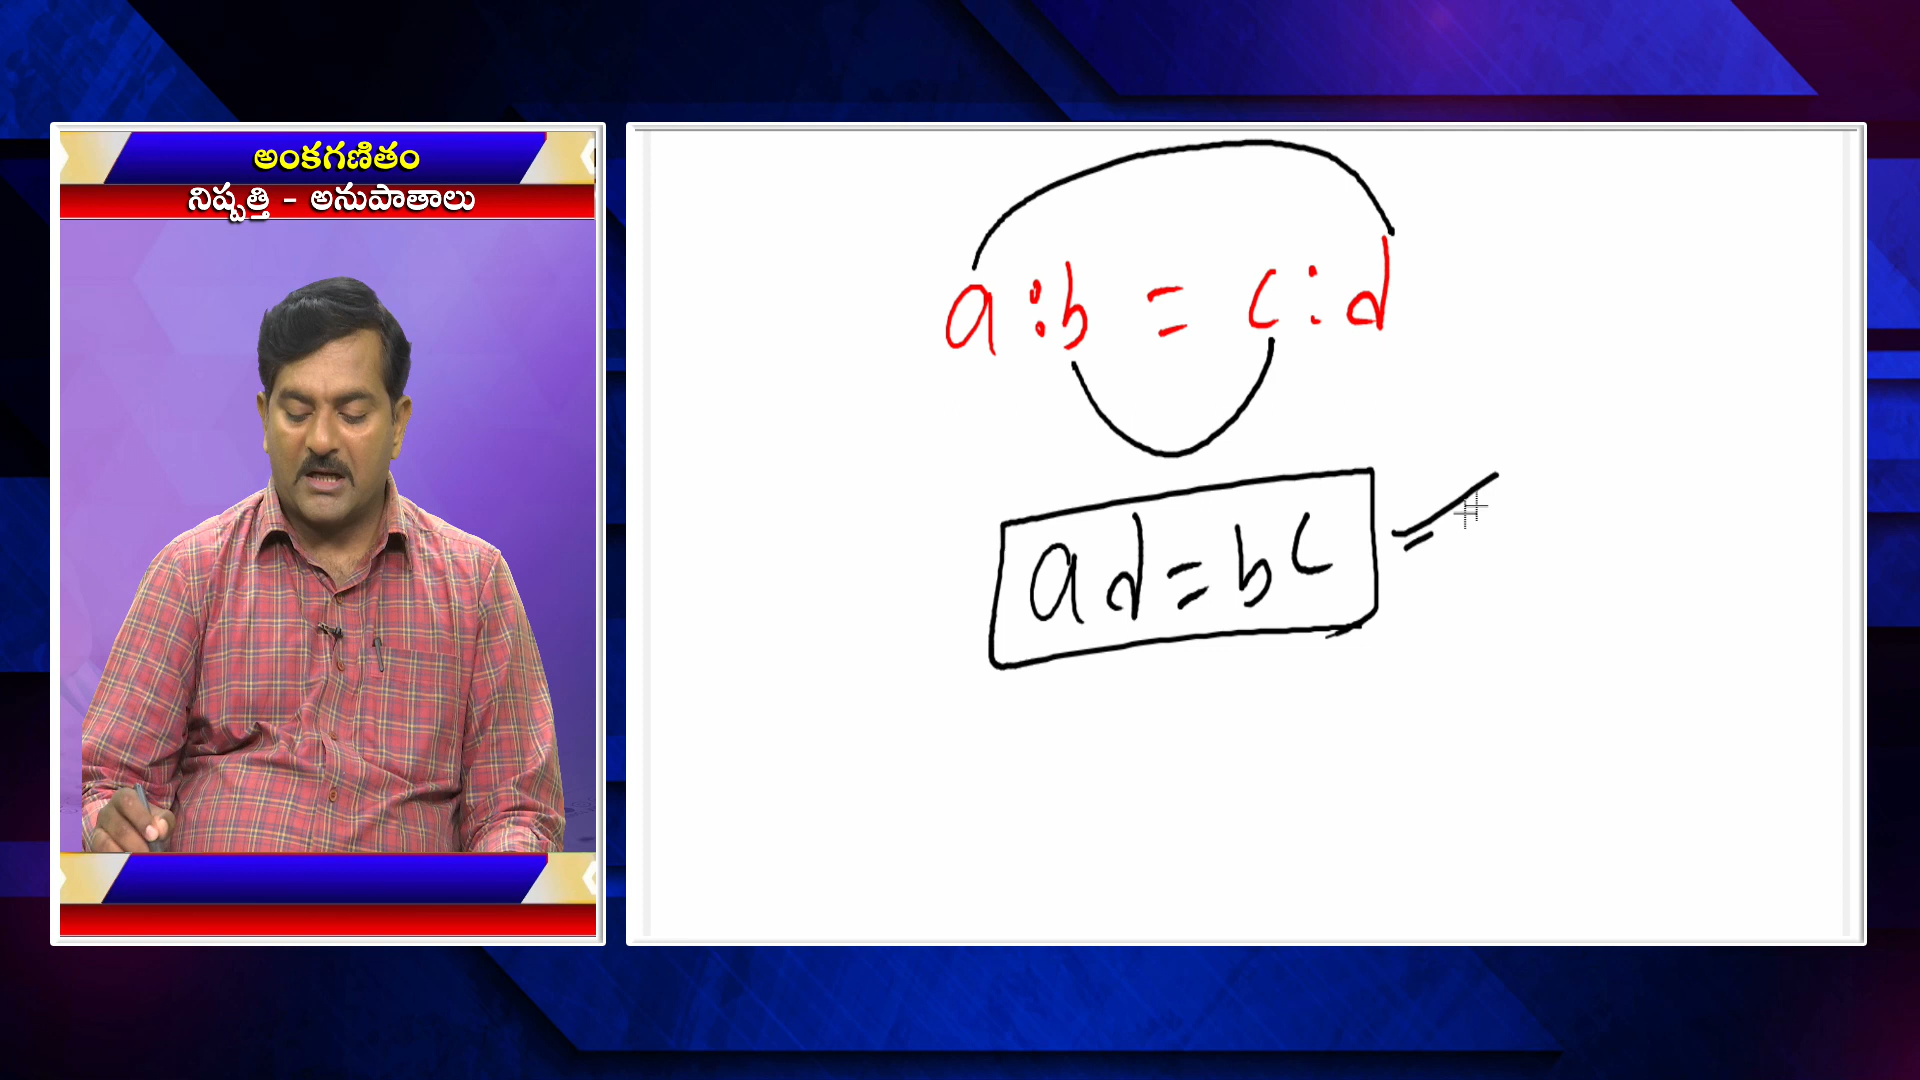 అంకగణితం
నిష్పత్తి - అనుపాతాలు
a : b = c : d
ad = bc